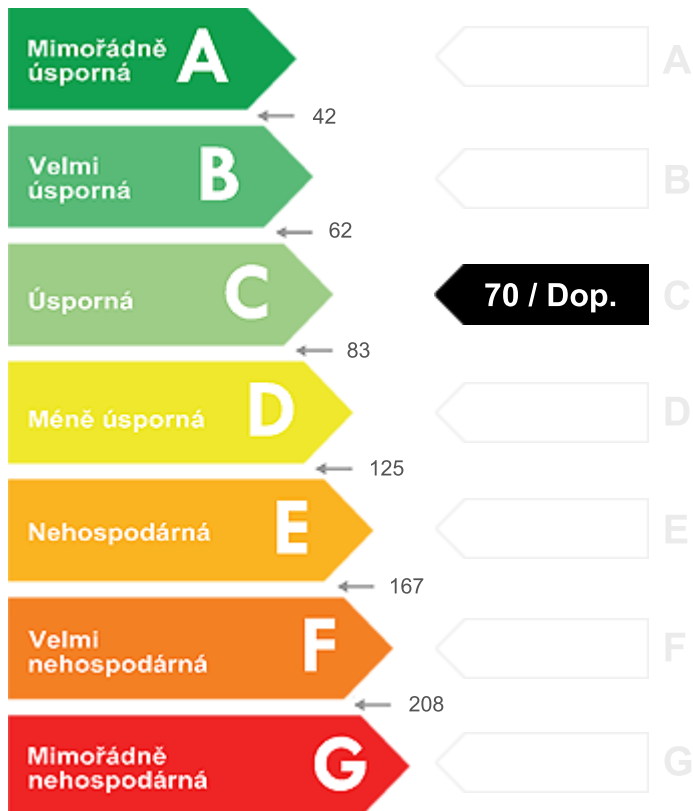 Mimořádně
úsporná
A
A
42
Velmi
úsporná
B
B
62
Úsporná
C
70 / Dop.
C
83
Méně úsporná
D
D
125
Nehospodárná
E
E
167
Velmi
nehospodárná
F
F
208
Mimořádně
nehospodárná
G
G